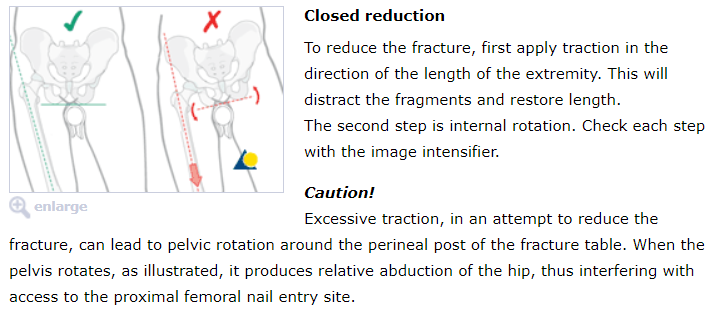 Closed reduction
To reduce the fracture, first apply traction in the
direction of the length of the extremity. This will
distract the fragments and restore length.
The second step is internal rotation. Check each step
with the image intensifier.
enlarge
Caution!
Excessive traction, in an attempt to reduce the
fracture, can lead to pelvic rotation around the perineal post of the fracture table. When the
pelvis rotates, as illustrated, it produces relative abduction of the hip, thus interfering with
access to the proximal femoral nail entry site.